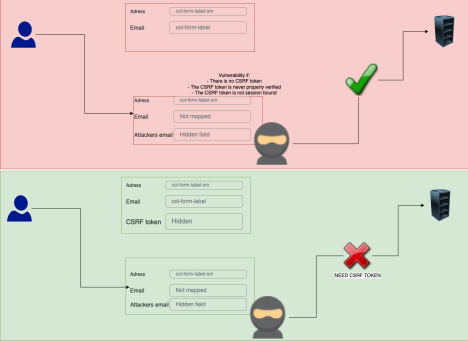 Adress
col-form-label-sm
Email
col-form-label
Vulnerability if:
- There is no CSRF token
- The CSRF token is never properly verified
- The CSRF token is not session bound
Adress
col-form-label-sm
Email
Not mapped
Attackers email
Hidden field
Adress
col-form-label-sm
Email
col-form-label
CSRF token
Hidden
NEED CSRF TOKEN
Adress
col-form-label-sm
Email
Not mapped
Attackers email
Hidden field